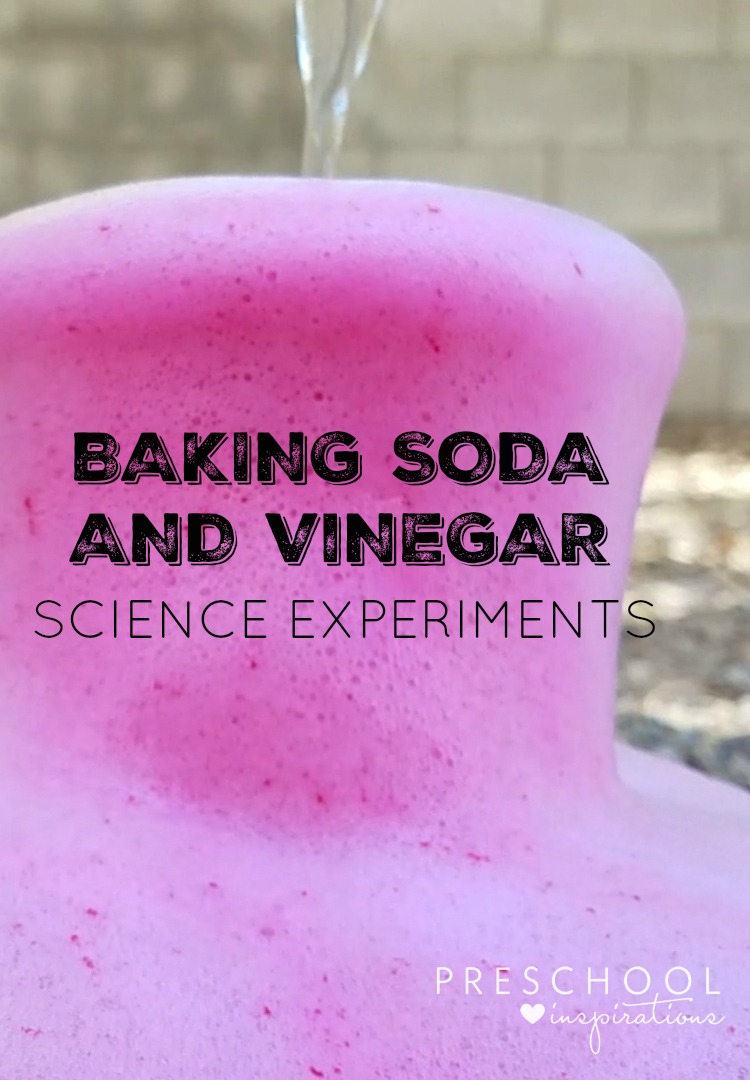 BAKING SODA
AND VINEGAR
SCIENCE EXPERIMENTS
PRESCHOOL
inspirations